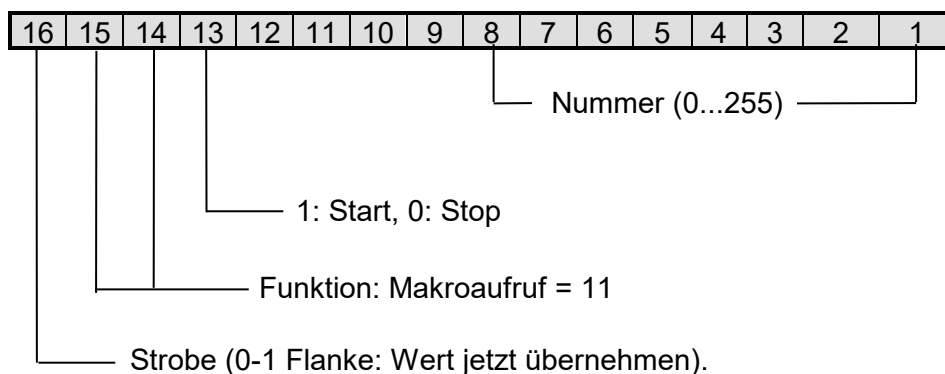 16 15 14 13 12 11 10 9 8 7 6 5 4 3 2 1
Nummer (0...255)
1: Start, 0: Stop
Funktion: Makroaufruf = 11
Strobe (0-1 Flanke: Wert jetzt übernehmen).